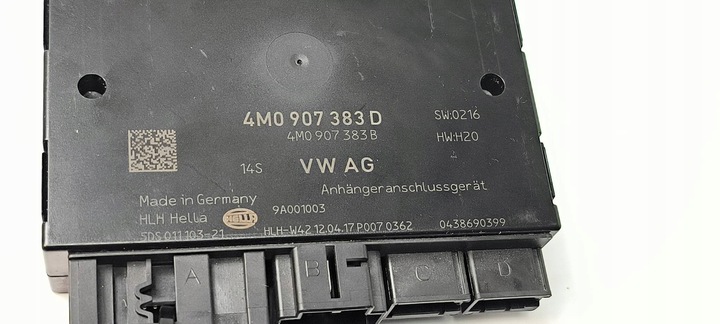 4M0 907 383 D
SW:0216
4M0 907 383 B
HW:H20
14S
VW AG
Anhängeranschlussgerät
Made in Germany
9A001003
HLH Hella
HELLA
5DS 011 103-21
HLH-W42 12.04.17 P007 0362
0438690399
A
B
C
D